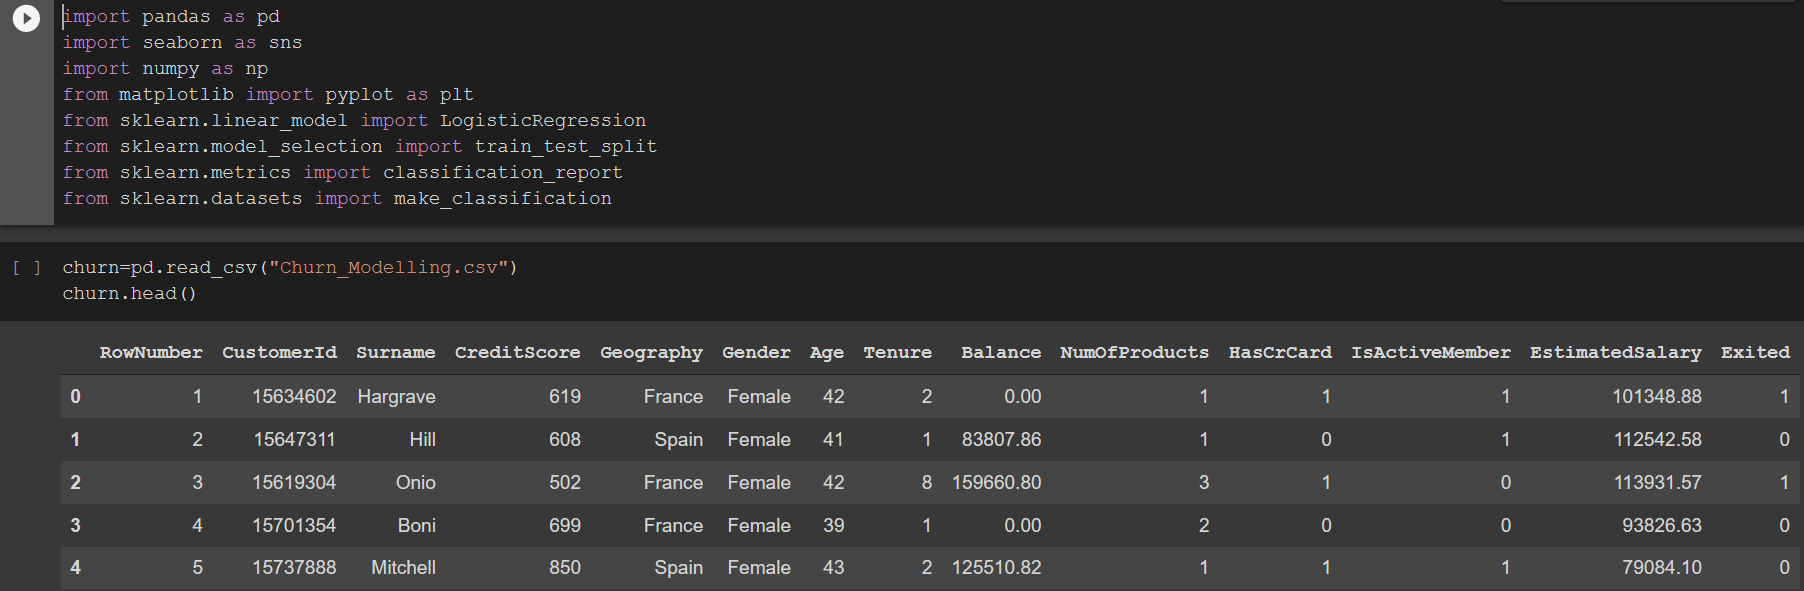 import pandas as pd
import seaborn as sns
import numpy as np
from matplotlib import pyplot as plt
from sklearn.linear_model import LogisticRegression
from sklearn.model_selection import train_test_split
from sklearn.metrics import classification_report
from sklearn.datasets import make_classification
[ ] churn=pd.read_csv("Churn_Modelling.csv")
churn.head()
RowNumber CustomerId Surname CreditScore Geography Gender Age Tenure Balance NumOfProducts HasCrCard IsActiveMember EstimatedSalary Exited
0 1 15634602 Hargrave 619 France Female 42 2 0.00 1 1 1 101348.88 1
1 2 15647311 Hill 608 Spain Female 41 1 83807.86 1 0 1 112542.58 0
2 3 15619304 Onio 502 France Female 42 8 159660.80 3 1 0 113931.57 1
3 4 15701354 Boni 699 France Female 39 1 0.00 2 0 0 93826.63 0
4 5 15737888 Mitchell 850 Spain Female 43 2 125510.82 1 1 1 79084.10 0